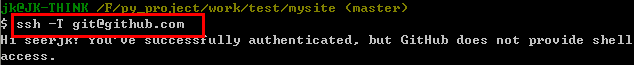 jk@JK-THINK /F/py_project/work/test/mysite (master)
$ ssh -T git@github.com
Hi seerjk! You've successfully authenticated, but GitHub does not provide shell
access.